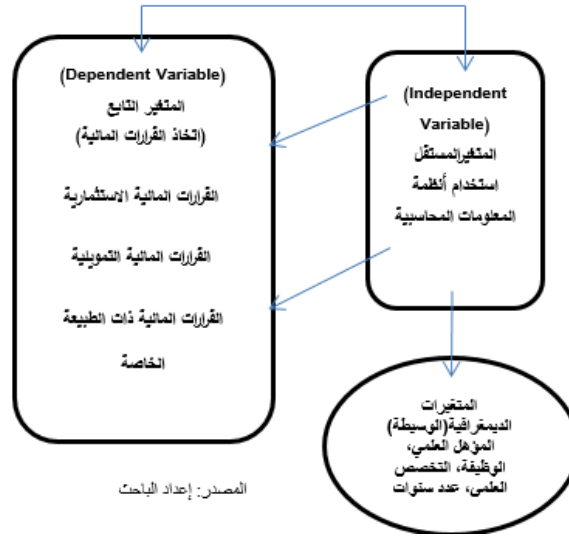 (Independent
Variable)
المتغيرالمستقل
استخدام أنظمة
المعلومات المحاسبية
(Dependent Variable)
المتغير التابع
(اتخاذ القرارات المالية)
القرارات المالية الاستثمارية
القرارات المالية التمويلية
القرارات المالية ذات الطبيعة
الخاصة
المتغيرات
الديمغرافية(الوسيطة)
المؤهل العلمي،
الوظيفة، التخصص
العلمي، عدد سنوات
المصدر: إعداد الباحث